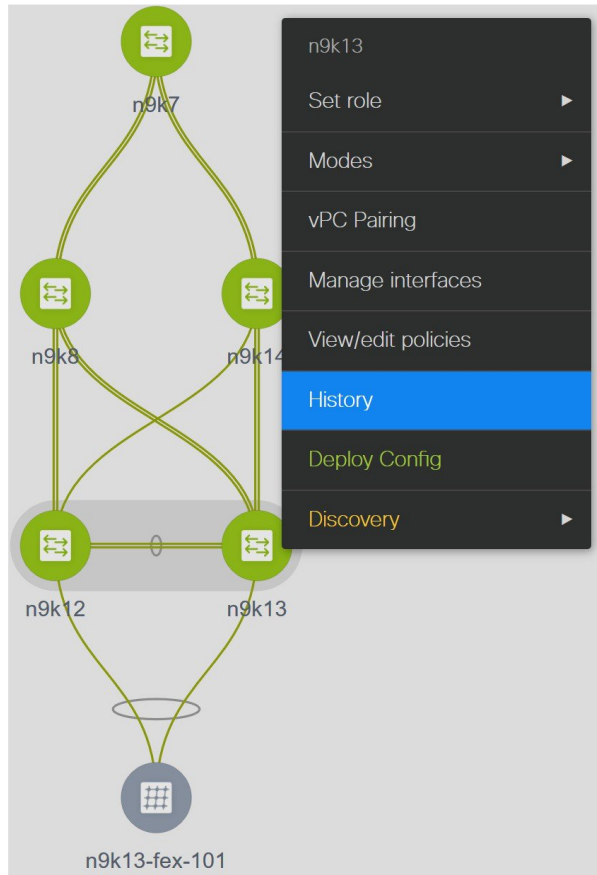 n9k7
n9k8
n9k14
n9k12
n9k13
n9k13-fex-101
n9k13
Set role
Modes
vPC Pairing
Manage interfaces
View/edit policies
History
Deploy Config
Discovery